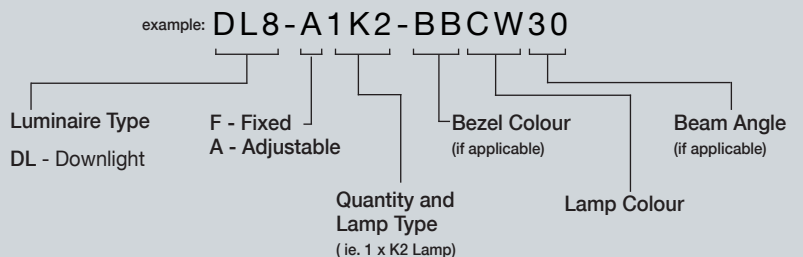 example: DL8-A1K2-BBCW30
Luminaire Type
DL - Downlight
F - Fixed
A - Adjustable
Quantity and
Lamp Type
( ie. 1 x K2 Lamp)
Bezel Colour
(if applicable)
Lamp Colour
Beam Angle
(if applicable)